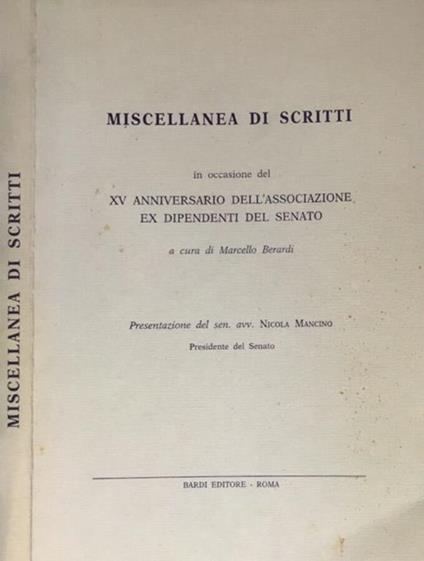 MISCELLANEA DI SCRITTI
MISCELLANEA DI SCRITTI
in occasione del
XV ANNIVERSARIO DELL'ASSOCIAZIONE
EX DIPENDENTI DEL SENATO
a cura di Marcello Berardi
Presentazione del sen. avv. NICOLA MANCINO
Presidente del Senato
BARDI EDITORE - ROMA